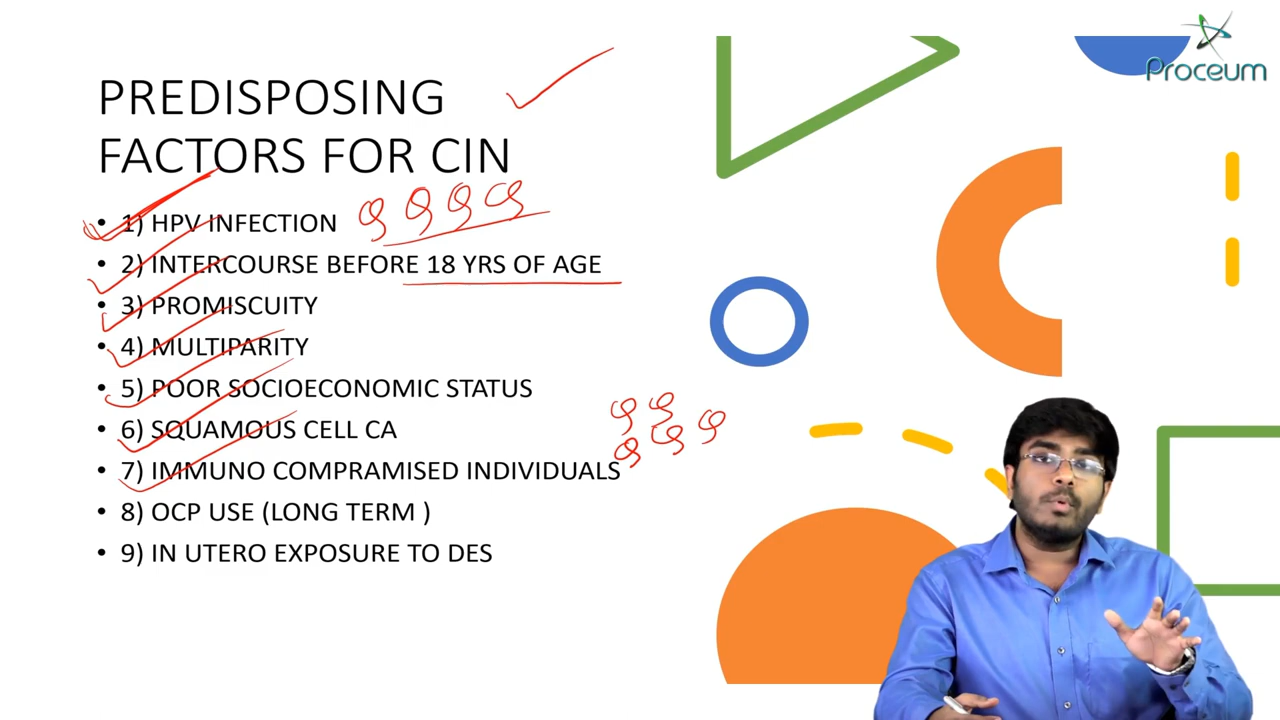 Proceum
PREDISPOSING
FACTORS FOR CIN
• 1) HPV INFECTION
• 2) INTERCOURSE BEFORE 18 YRS OF AGE
• 3) PROMISCUITY
• 4) MULTIPARITY
• 5) POOR SOCIOECONOMIC STATUS
• 6) SQUAMOUS CELL CA
• 7) IMMUNO COMPRAMISED INDIVIDUALS
• 8) OCP USE (LONG TERM )
• 9) IN UTERO EXPOSURE TO DES